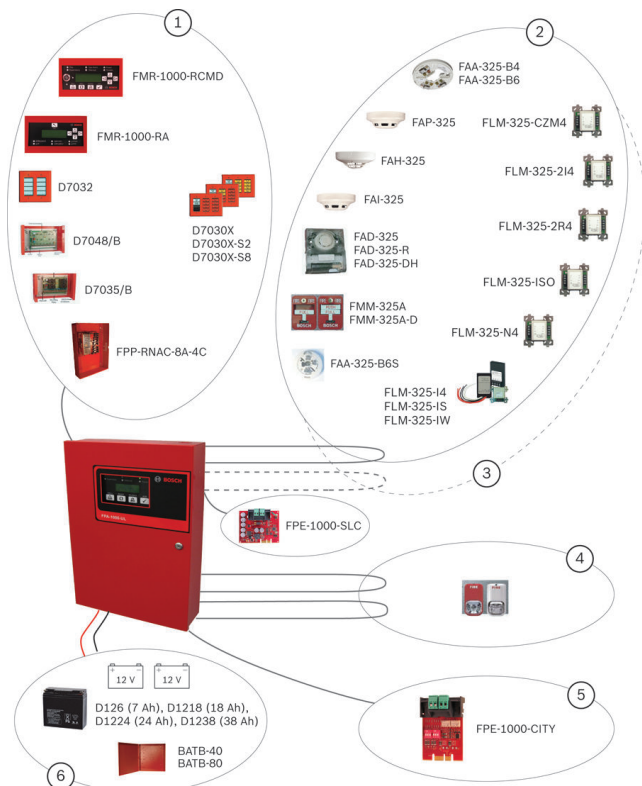 1
FMR-1000-RCMD
FMR-1000-RA
D7032
D7030X
D7030X-S2
D7030X-S8
D7048/B
D7035/B
FPP-RNAC-8A-4C
2
FAA-325-B4
FAA-325-B6
FAP-325
FLM-325-CZM4
FAH-325
FLM-325-2I4
FAI-325
FAD-325
FAD-325-R
FAD-325-DH
FLM-325-2R4
FLM-325-ISO
FMM-325A
FMM-325A-D
FLM-325-N4
FAA-325-B6S
FLM-325-I4
FLM-325-IS
FLM-325-IW
3
BOSCH
FPE-1000-SLC
4
5
FPE-1000-CITY
+ −
12 V
+ −
12 V
D126 (7 Ah), D1218 (18 Ah),
D1224 (24 Ah), D1238 (38 Ah)
BATB-40
BATB-80
6